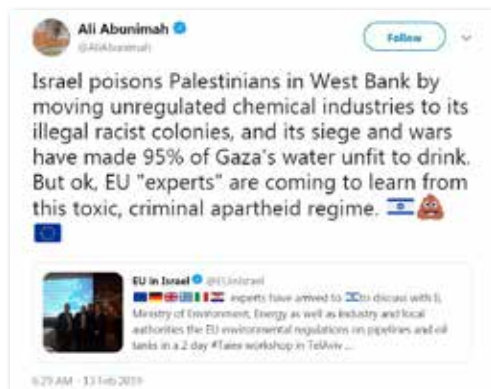 Ali Abunimah
@AliAbunimah
Follow
Israel poisons Palestinians in West Bank by
moving unregulated chemical industries to its
illegal racist colonies, and its siege and wars
have made 95% of Gaza's water unfit to drink.
But ok, EU "experts" are coming to learn from
this toxic, criminal apartheid regime. 🇮🇱💩
🇪🇺
EU in Israel @EUinIsrael
🇪🇺🇩🇪🇬🇧🇬🇷🇮🇹🇭🇷 experts have arrived to 🇮🇱to discuss with IL
Ministry of Environment, Energy as well as industry and local
authorities the EU environmental regulations on pipelines and oil
tanks in a 2 day #Taiex workshop in TelAviv ...
6:29 AM - 13 Feb 2019